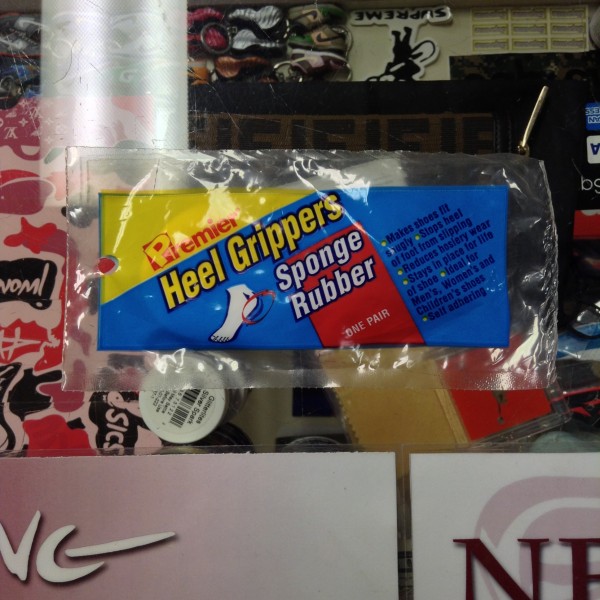 SUPREME
Premier
Heel Grippers
Sponge
Rubber
ONE PAIR
Makes shoes fit
snugly Stops heel
of foot from slipping
Reduces hosiery wear
Stays in place for life
of shoe Ideal for
Men's, Women's and
Children's shoes
Self adhering
NE